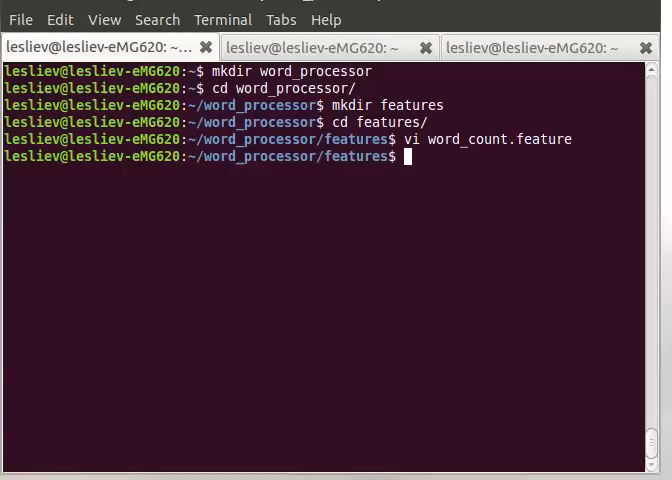 File Edit View Search Terminal Tabs Help
lesliev@lesliev-eMG620: ~... lesliev@lesliev-eMG620: ~ lesliev@lesliev-eMG620: ~
lesliev@lesliev-eMG620:~$ mkdir word_processor
lesliev@lesliev-eMG620:~$ cd word_processor/
lesliev@lesliev-eMG620:~/word_processor$ mkdir features
lesliev@lesliev-eMG620:~/word_processor$ cd features/
lesliev@lesliev-eMG620:~/word_processor/features$ vi word_count.feature
lesliev@lesliev-eMG620:~/word_processor/features$